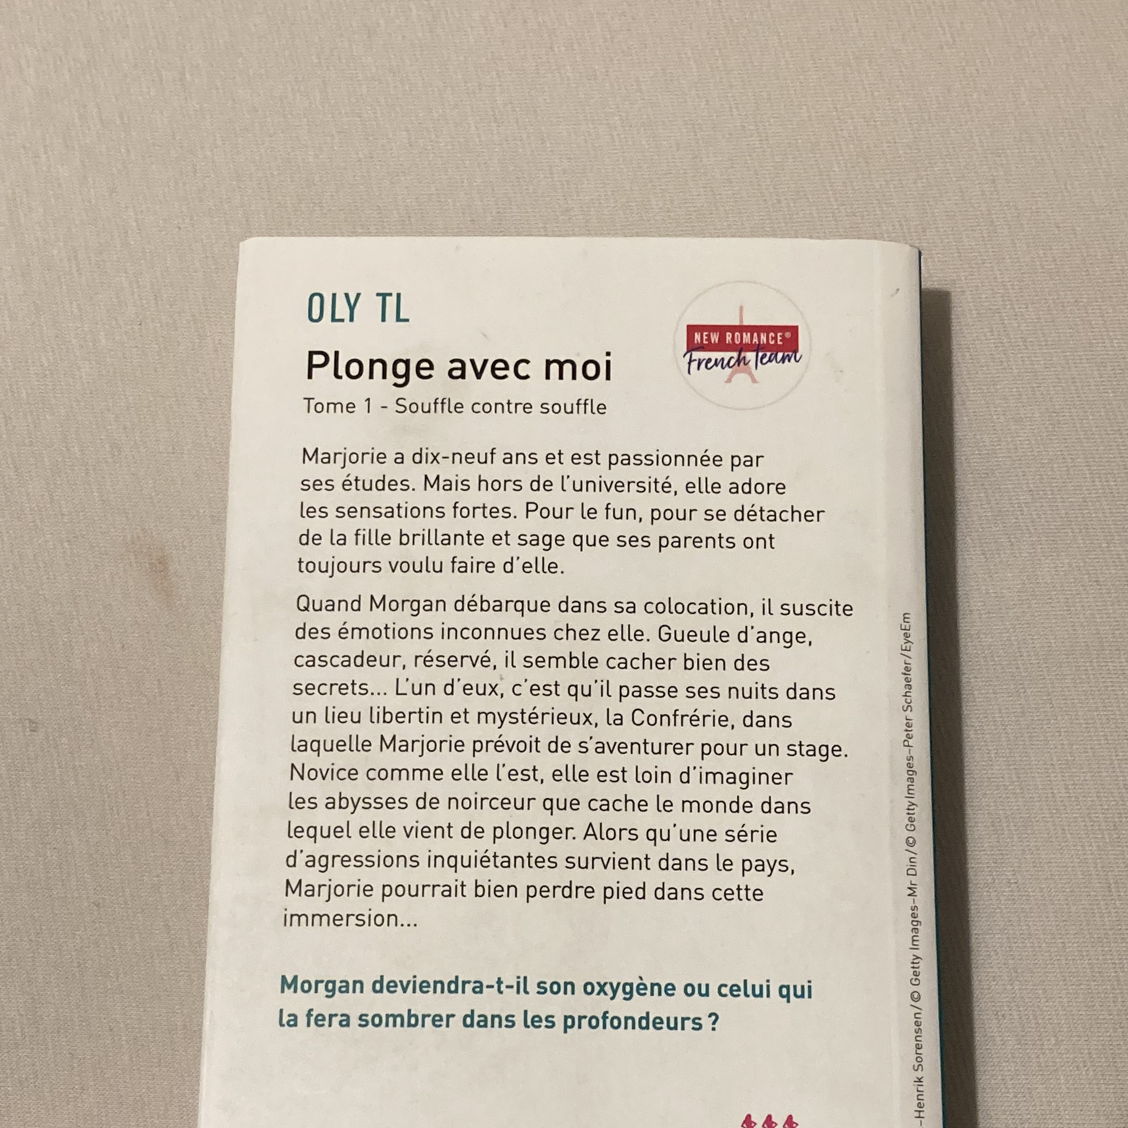 OLY TL
Plonge avec moi
Tome 1 - Souffle contre souffle
NEW ROMANCE®
French Team
Marjorie a dix-neuf ans et est passionnée par
ses études. Mais hors de l'université, elle adore
les sensations fortes. Pour le fun, pour se détacher
de la fille brillante et sage que ses parents ont
toujours voulu faire d'elle.
Quand Morgan débarque dans sa colocation, il suscite
des émotions inconnues chez elle. Gueule d'ange,
cascadeur, réservé, il semble cacher bien des
secrets... L'un d'eux, c'est qu'il passe ses nuits dans
un lieu libertin et mystérieux, la Confrérie, dans
laquelle Marjorie prévoit de s'aventurer pour un stage.
Novice comme elle l'est, elle est loin d'imaginer
les abysses de noirceur que cache le monde dans
lequel elle vient de plonger. Alors qu'une série
d'agressions inquiétantes survient dans le pays,
Marjorie pourrait bien perdre pied dans cette
immersion...
Morgan deviendra-t-il son oxygène ou celui qui
la fera sombrer dans les profondeurs ?
-Henrik Sorensen/© Getty Images-Mr Din/© GettyImages-Peter Schaefer/EyeEm